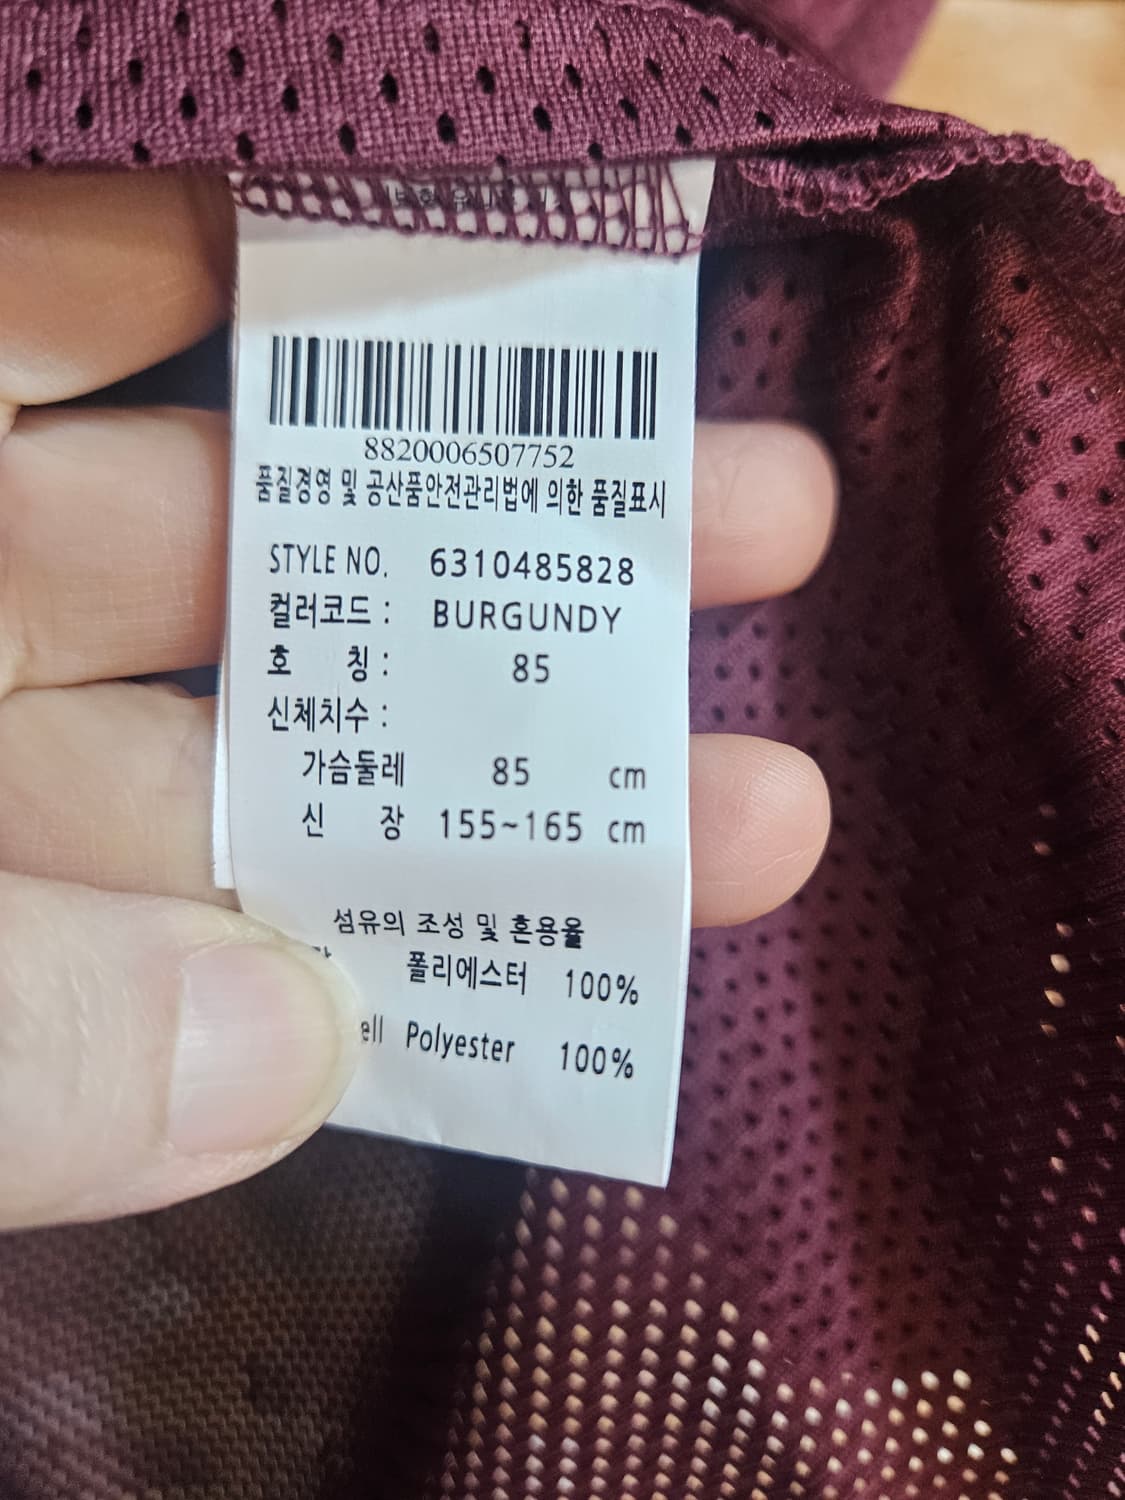 8820006507752
품질경영 및 공산품안전관리법에 의한 품질표시
STYLE NO. 6310485828
컬러코드 : BURGUNDY
호 칭 : 85
신체치수 :
가슴둘레 85 cm
신 장 155~165 cm
섬유의 조성 및 혼용율
폴리에스터 100%
Polyester 100%